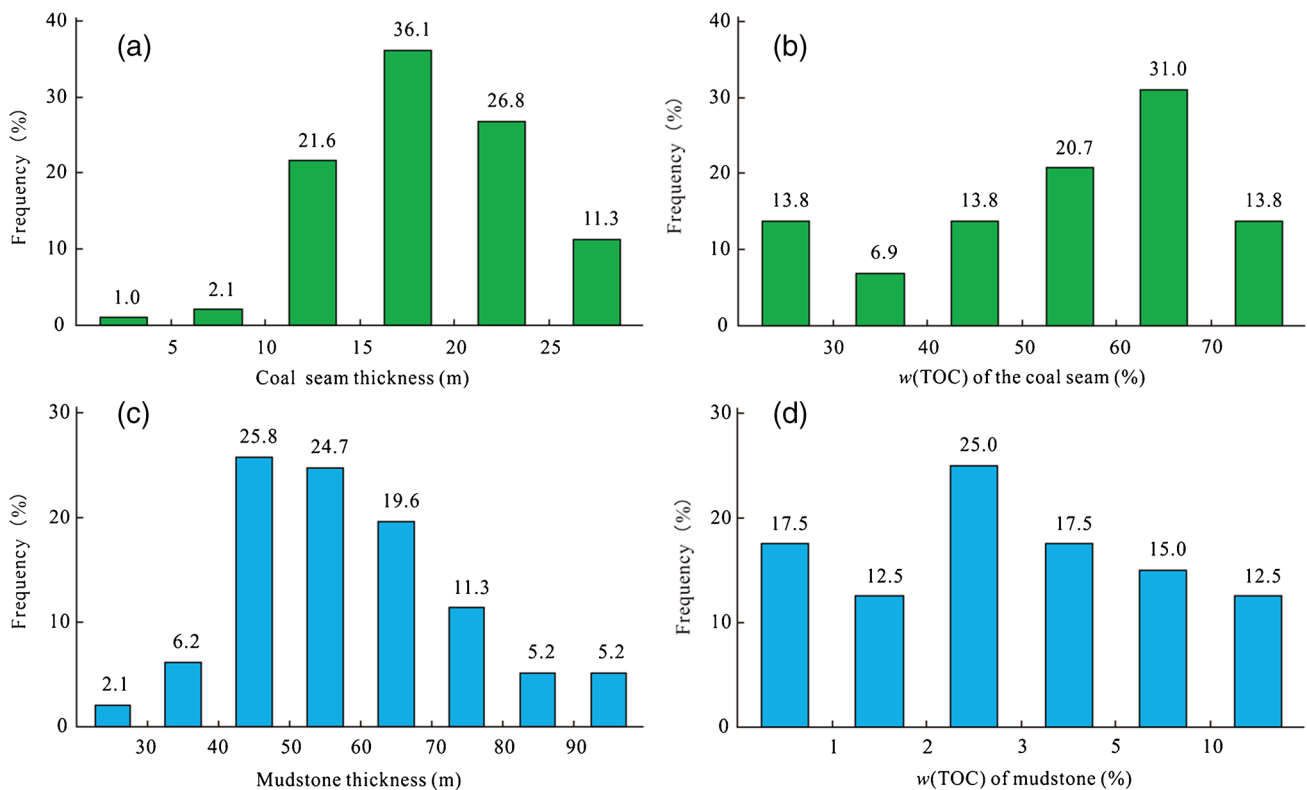 (a)
Frequency (%)
40
30
20
10
0
1.0
2.1
21.6
36.1
26.8
11.3
5 10 15 20 25
Coal seam thickness (m)
(b)
Frequency (%)
40
30
20
10
0
13.8
6.9
13.8
20.7
31.0
13.8
30 40 50 60 70
w(TOC) of the coal seam (%)
(c)
Frequency (%)
30
20
10
0
2.1
6.2
25.8
24.7
19.6
11.3
5.2
5.2
30 40 50 60 70 80 90
Mudstone thickness (m)
(d)
Frequency (%)
30
20
10
0
17.5
12.5
25.0
17.5
15.0
12.5
1 2 3 5 10
w(TOC) of mudstone (%)